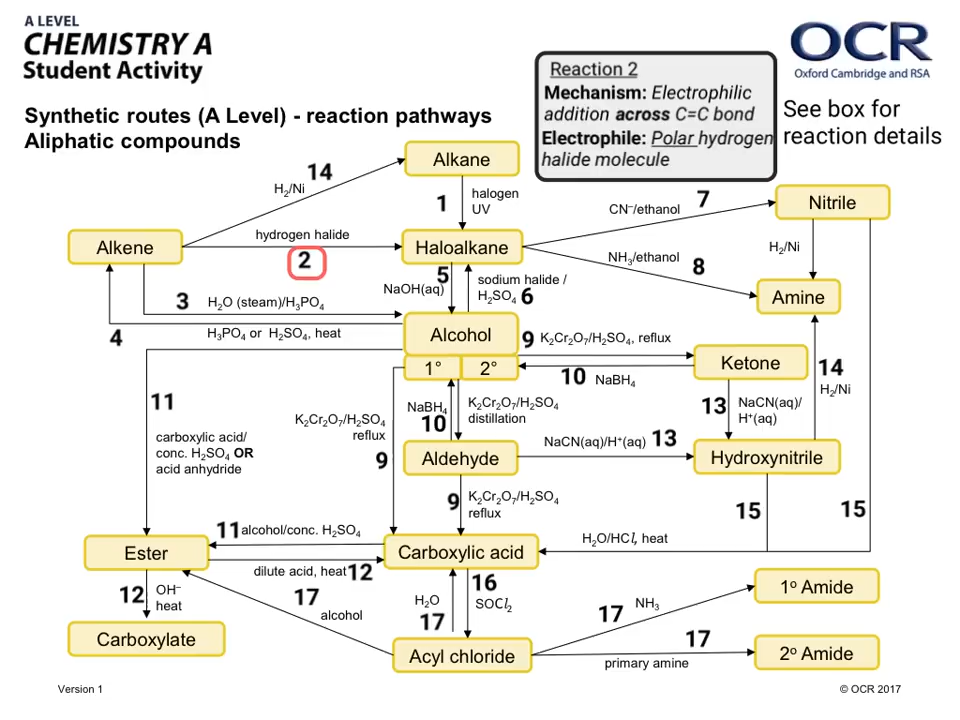 A LEVEL
CHEMISTRY A
Student Activity
OCR
Oxford Cambridge and RSA
Reaction 2
Mechanism: Electrophilic
addition across C=C bond
Electrophile: Polar hydrogen
halide molecule
See box for
reaction details
Synthetic routes (A Level) - reaction pathways
Aliphatic compounds
14
H₂/Ni
Alkane
1
halogen
UV
7
CN⁻/ethanol
Nitrile
Alkene
hydrogen halide
2
Haloalkane
NH₃/ethanol
8
H₂/Ni
Amine
5
NaOH(aq)
sodium halide /
H₂SO₄ 6
3
H₂O (steam)/H₃PO₄
4
H₃PO₄ or H₂SO₄, heat
Alcohol
1° 2°
9 K₂Cr₂O₇/H₂SO₄, reflux
10 NaBH₄
Ketone
14
H₂/Ni
11
carboxylic acid/
conc. H₂SO₄ OR
acid anhydride
K₂Cr₂O₇/H₂SO₄
reflux
9
NaBH₄
10
K₂Cr₂O₇/H₂SO₄
distillation
13
NaCN(aq)/
H⁺(aq)
Aldehyde
NaCN(aq)/H⁺(aq) 13
Hydroxynitrile
9 K₂Cr₂O₇/H₂SO₄
reflux
15
15
11 alcohol/conc. H₂SO₄
Ester
dilute acid, heat 12
Carboxylic acid
H₂O/HCl, heat
12 OH⁻
heat
Carboxylate
17
alcohol
H₂O
17
16
SOCl₂
Acyl chloride
17
NH₃
1o Amide
17
primary amine
2o Amide
Version 1
© OCR 2017